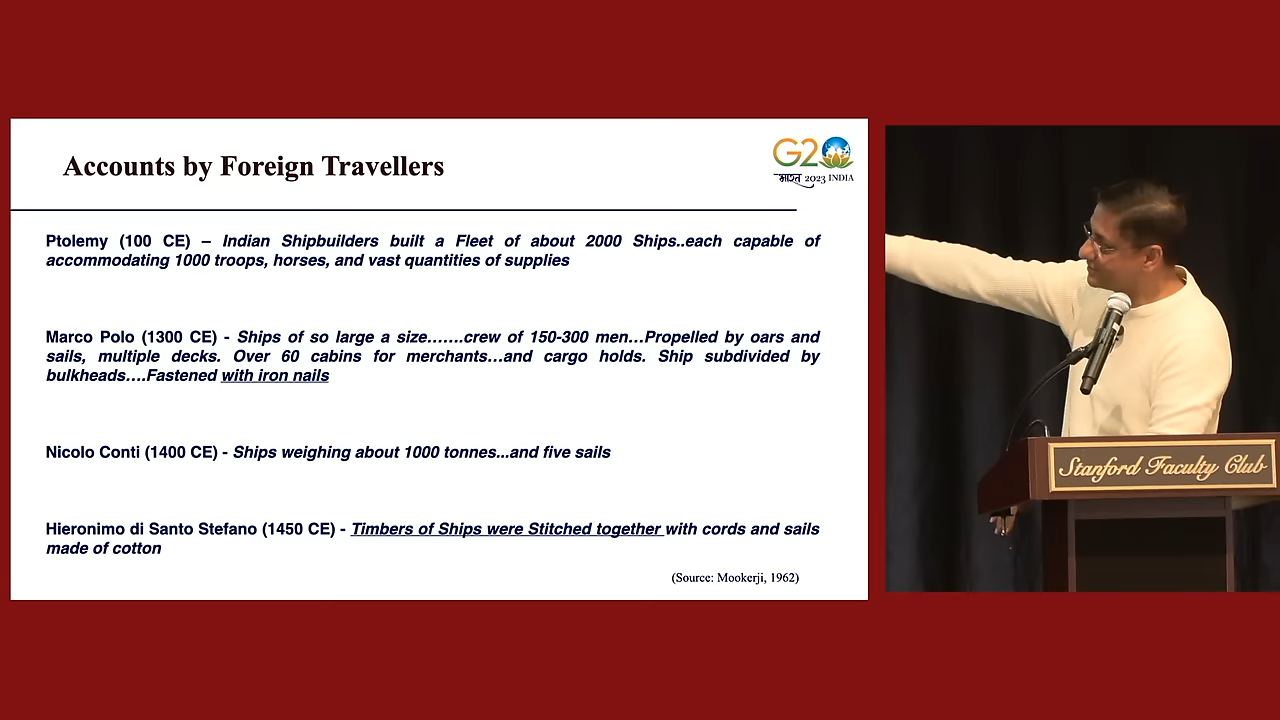 Accounts by Foreign Travellers
G20
भारत 2023 INDIA
Ptolemy (100 CE) – Indian Shipbuilders built a Fleet of about 2000 Ships..each capable of
accommodating 1000 troops, horses, and vast quantities of supplies
Marco Polo (1300 CE) - Ships of so large a size…….crew of 150-300 men…Propelled by oars and
sails, multiple decks. Over 60 cabins for merchants…and cargo holds. Ship subdivided by
bulkheads….Fastened with iron nails
Nicolo Conti (1400 CE) - Ships weighing about 1000 tonnes...and five sails
Hieronimo di Santo Stefano (1450 CE) - Timbers of Ships were Stitched together with cords and sails
made of cotton
(Source: Mookerji, 1962)
Stanford Faculty Club